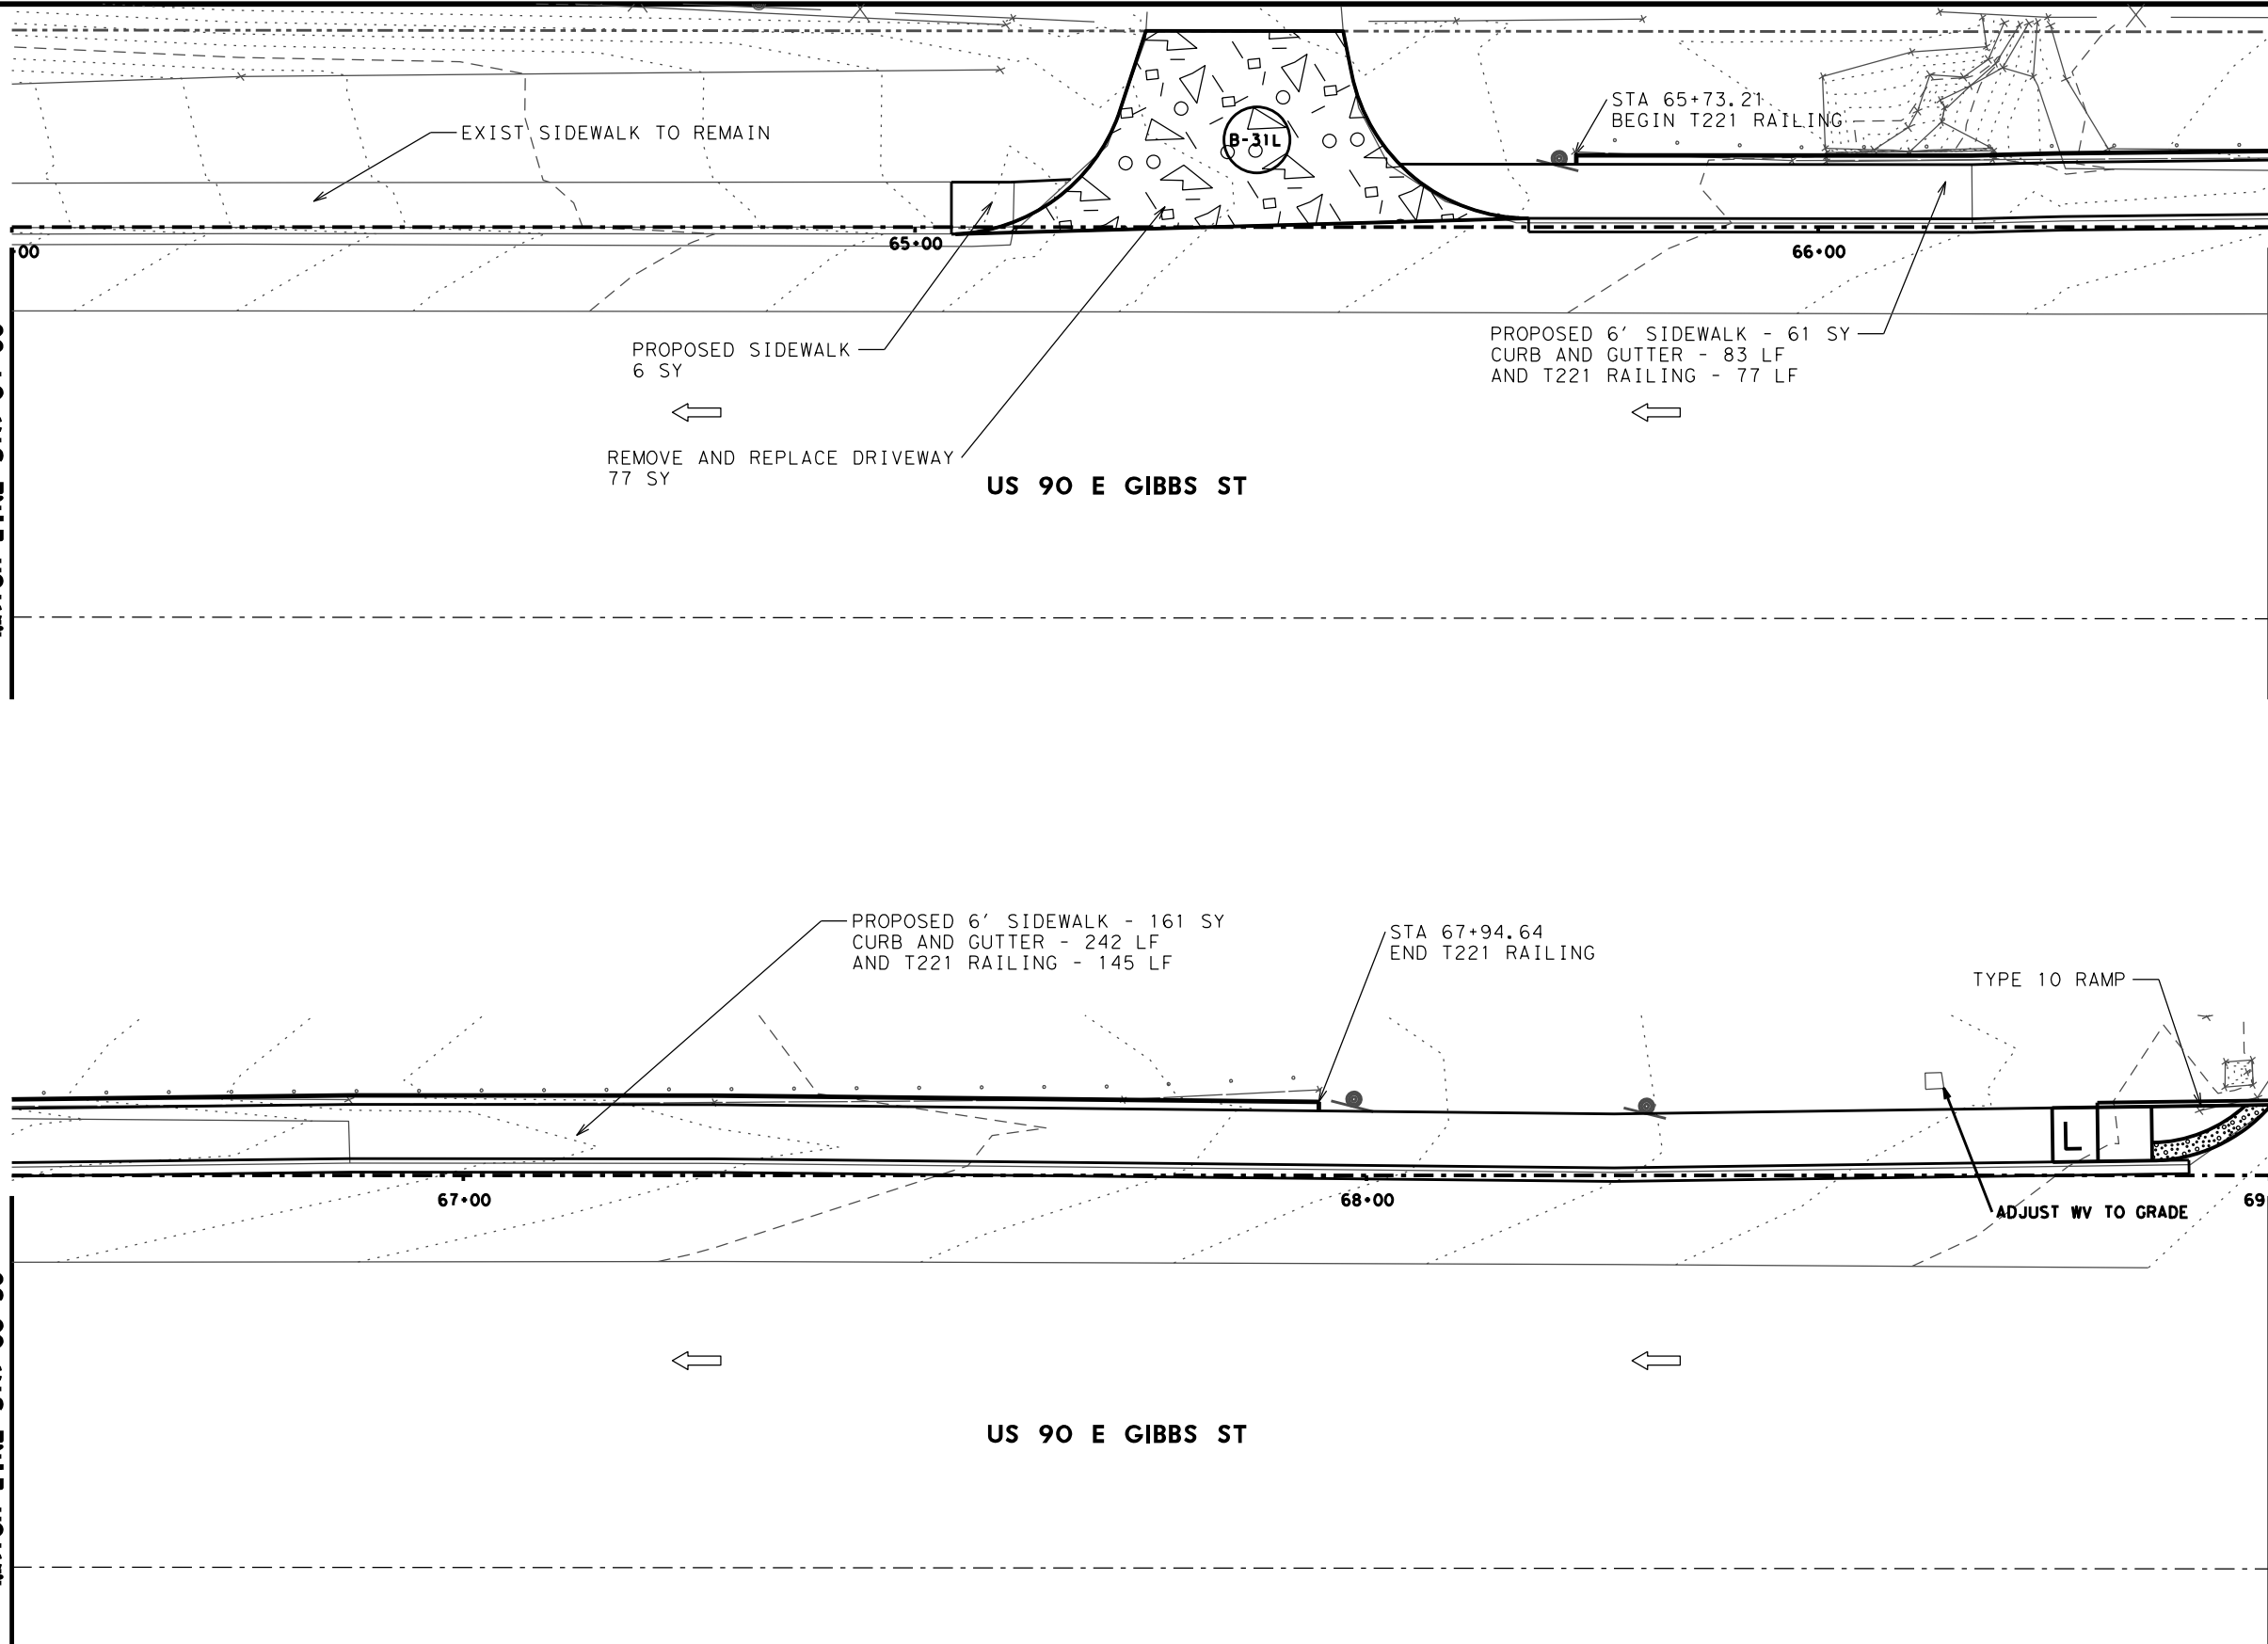 EXIST SIDEWALK TO REMAIN
B-31L
STA 65+73.21
BEGIN T221 RAILING
+00
65+00
66+00
PROPOSED SIDEWALK
6 SY
PROPOSED 6' SIDEWALK - 61 SY
CURB AND GUTTER - 83 LF
AND T221 RAILING - 77 LF
REMOVE AND REPLACE DRIVEWAY
77 SY
US 90 E GIBBS ST
PROPOSED 6' SIDEWALK - 161 SY
CURB AND GUTTER - 242 LF
AND T221 RAILING - 145 LF
STA 67+94.64
END T221 RAILING
TYPE 10 RAMP
L
67+00
68+00
69
ADJUST WV TO GRADE
US 90 E GIBBS ST